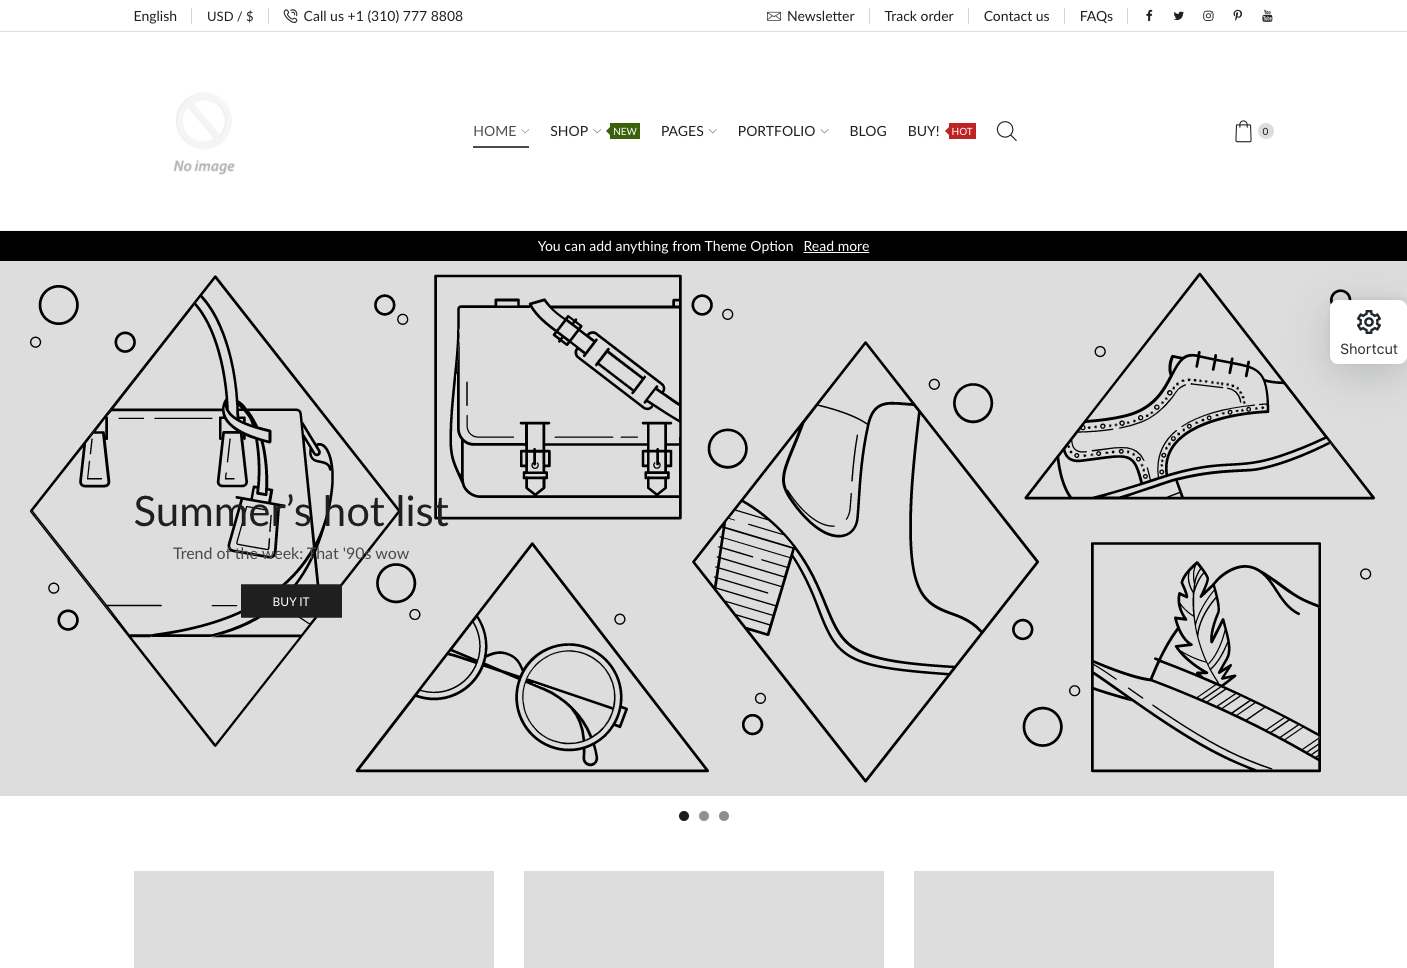 English
USD / $
Call us +1 (310) 777 8808
Newsletter
Track order
Contact us
FAQs
No image
HOME
SHOP
NEW
PAGES
PORTFOLIO
BLOG
BUY!
HOT
0
You can add anything from Theme Option Read more
Shortcut
Summer’s hot list
Trend of the week: That '90s wow
BUY IT